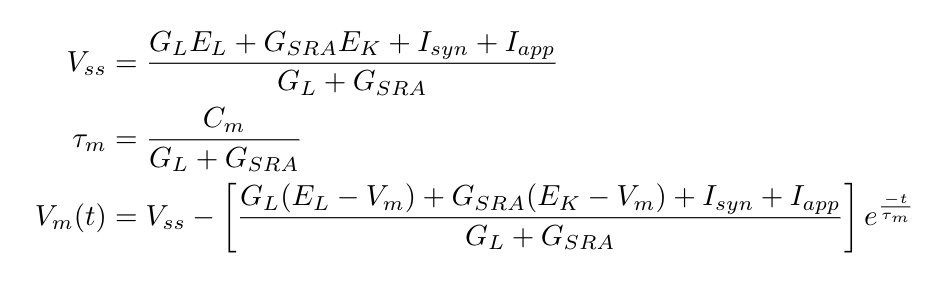 V_{ss} = \frac{G_L E_L + G_{SRA} E_K + I_{syn} + I_{app}}{G_L + G_{SRA}}
\tau_m = \frac{C_m}{G_L + G_{SRA}}
V_m(t) = V_{ss} - \left[ \frac{G_L(E_L - V_m) + G_{SRA}(E_K - V_m) + I_{syn} + I_{app}}{G_L + G_{SRA}} \right] e^{\frac{-t}{\tau_m}}